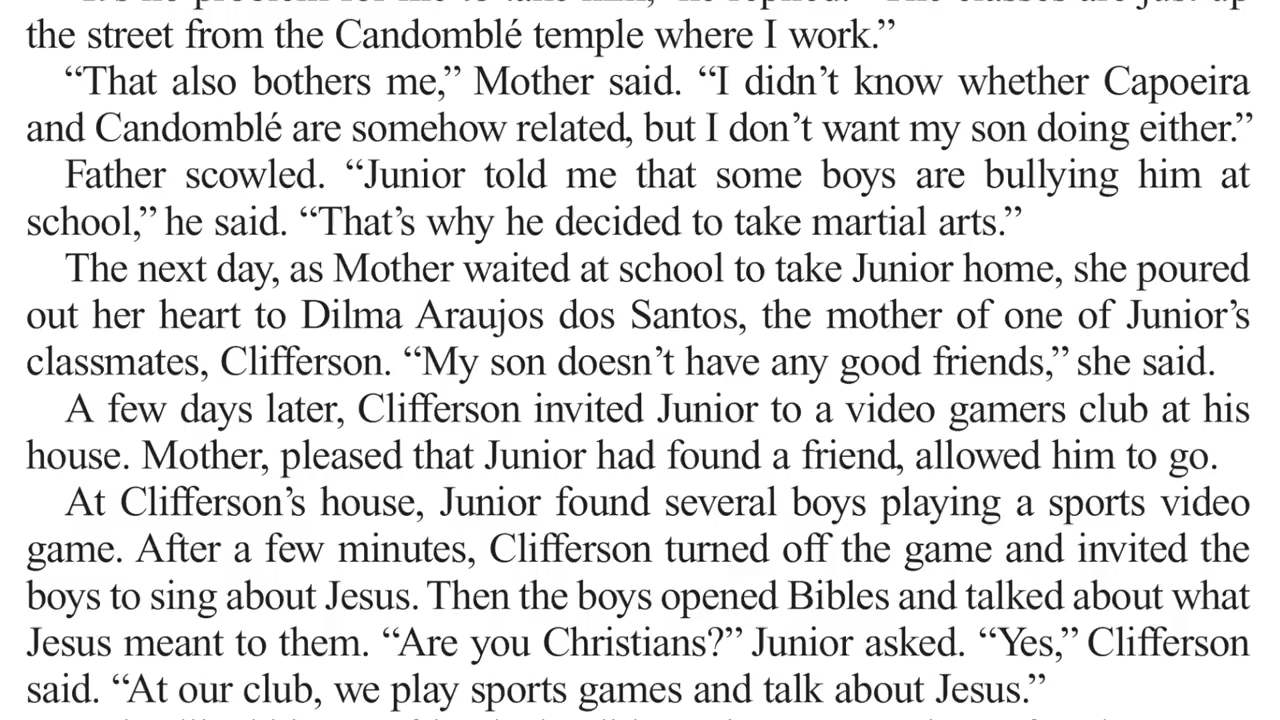 the street from the Candomblé temple where I work.”
“That also bothers me,” Mother said. “I didn’t know whether Capoeira
and Candomblé are somehow related, but I don’t want my son doing either.”
Father scowled. “Junior told me that some boys are bullying him at
school,” he said. “That’s why he decided to take martial arts.”
The next day, as Mother waited at school to take Junior home, she poured
out her heart to Dilma Araujos dos Santos, the mother of one of Junior’s
classmates, Clifferson. “My son doesn’t have any good friends,” she said.
A few days later, Clifferson invited Junior to a video gamers club at his
house. Mother, pleased that Junior had found a friend, allowed him to go.
At Clifferson’s house, Junior found several boys playing a sports video
game. After a few minutes, Clifferson turned off the game and invited the
boys to sing about Jesus. Then the boys opened Bibles and talked about what
Jesus meant to them. “Are you Christians?” Junior asked. “Yes,” Clifferson
said. “At our club, we play sports games and talk about Jesus.”